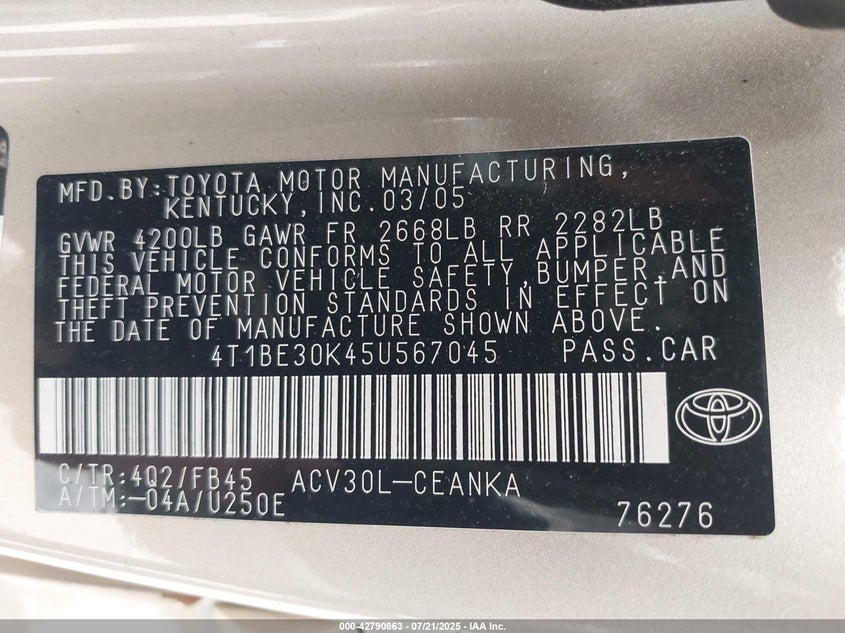 MFD.BY:TOYOTA MOTOR MANUFACTURING,
KENTUCKY,INC.03/05
GVWR 4200LB GAWR FR 2668LB RR 2282LB
THIS VEHICLE CONFORMS TO ALL APPLICABLE
FEDERAL MOTOR VEHICLE SAFETY,BUMPER,AND
THEFT PREVENTION STANDARDS IN EFFECT ON
THE DATE OF MANUFACTURE SHOWN ABOVE.
4T1BE30K45U567045 PASS.CAR
C/TR:4Q2/FB45 ACV30L-CEANKA
A/TM:-04A/U250E
76276
000-42790863 - 07/21/2025 - IAA Inc.